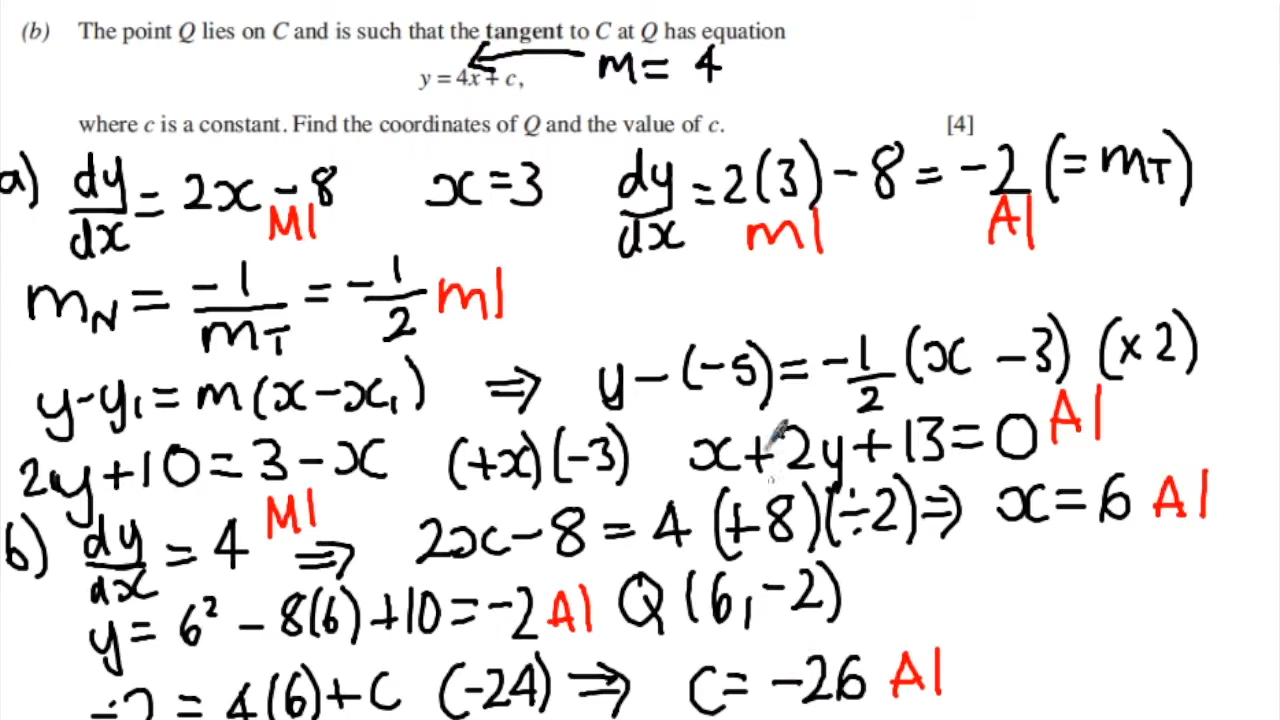 (b) The point Q lies on C and is such that the tangent to C at Q has equation
y = 4x + c, m = 4
where c is a constant. Find the coordinates of Q and the value of c. [4]
a) dy/dx = 2x - 8 M1 x = 3 dy/dx = 2(3) - 8 = -2 (= mT) m1 A1
mN = -1/mT = -1/2 m1
y - y1 = m(x - x1) ⇒ y - (-5) = -1/2 (x - 3) (×2)
2y + 10 = 3 - x (+x)(-3) x + 2y + 13 = 0 A1
b) dy/dx = 4 M1 ⇒ 2x - 8 = 4 (+8)(÷2) ⇒ x = 6 A1
y = 6² - 8(6) + 10 = -2 A1 Q (6, -2)
-2 = 4(6) + c (-24) ⇒ c = -26 A1